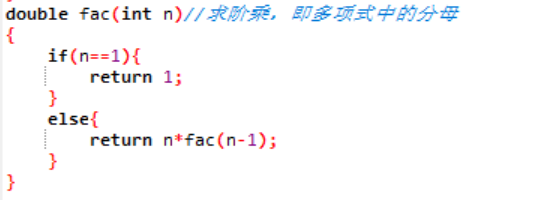 double fac(int n)//求阶乘，即多项式中的分母
{
    if(n==1){
        return 1;
    }
    else{
        return n*fac(n-1);
    }
}